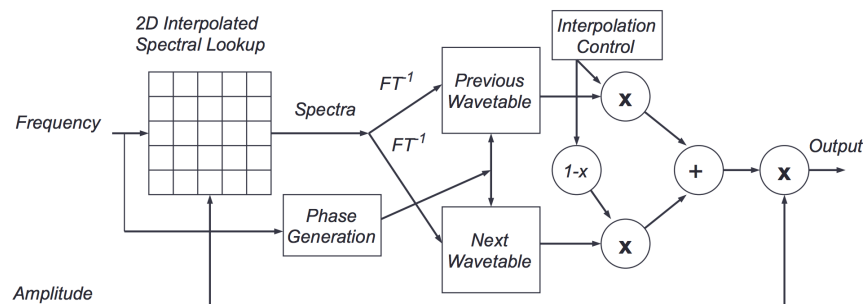 2D Interpolated
Spectral Lookup
Interpolation
Control
FT-1
Previous
Wavetable
x
Frequency
Spectra
FT-1
Output
1-x
+
x
Phase
Generation
Next
Wavetable
x
Amplitude